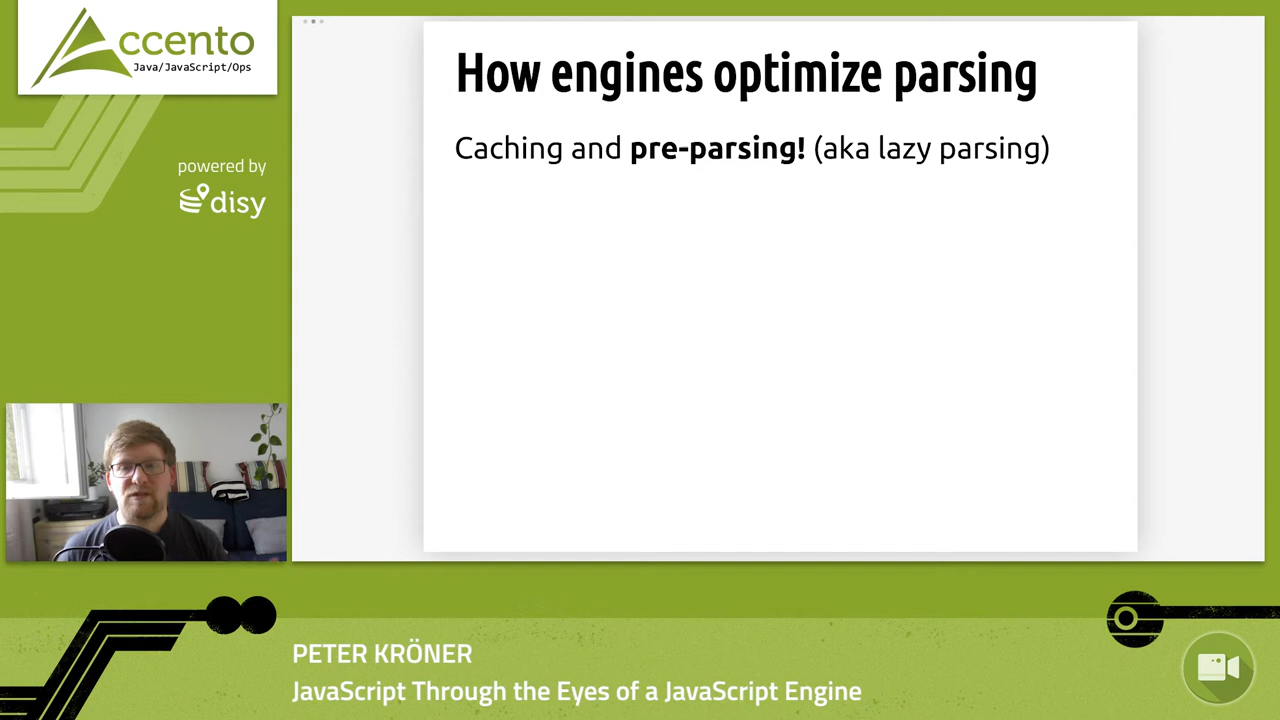 Accento
Java/JavaScript/Ops
powered by
disy
How engines optimize parsing
Caching and pre-parsing! (aka lazy parsing)
PETER KRÖNER
JavaScript Through the Eyes of a JavaScript Engine